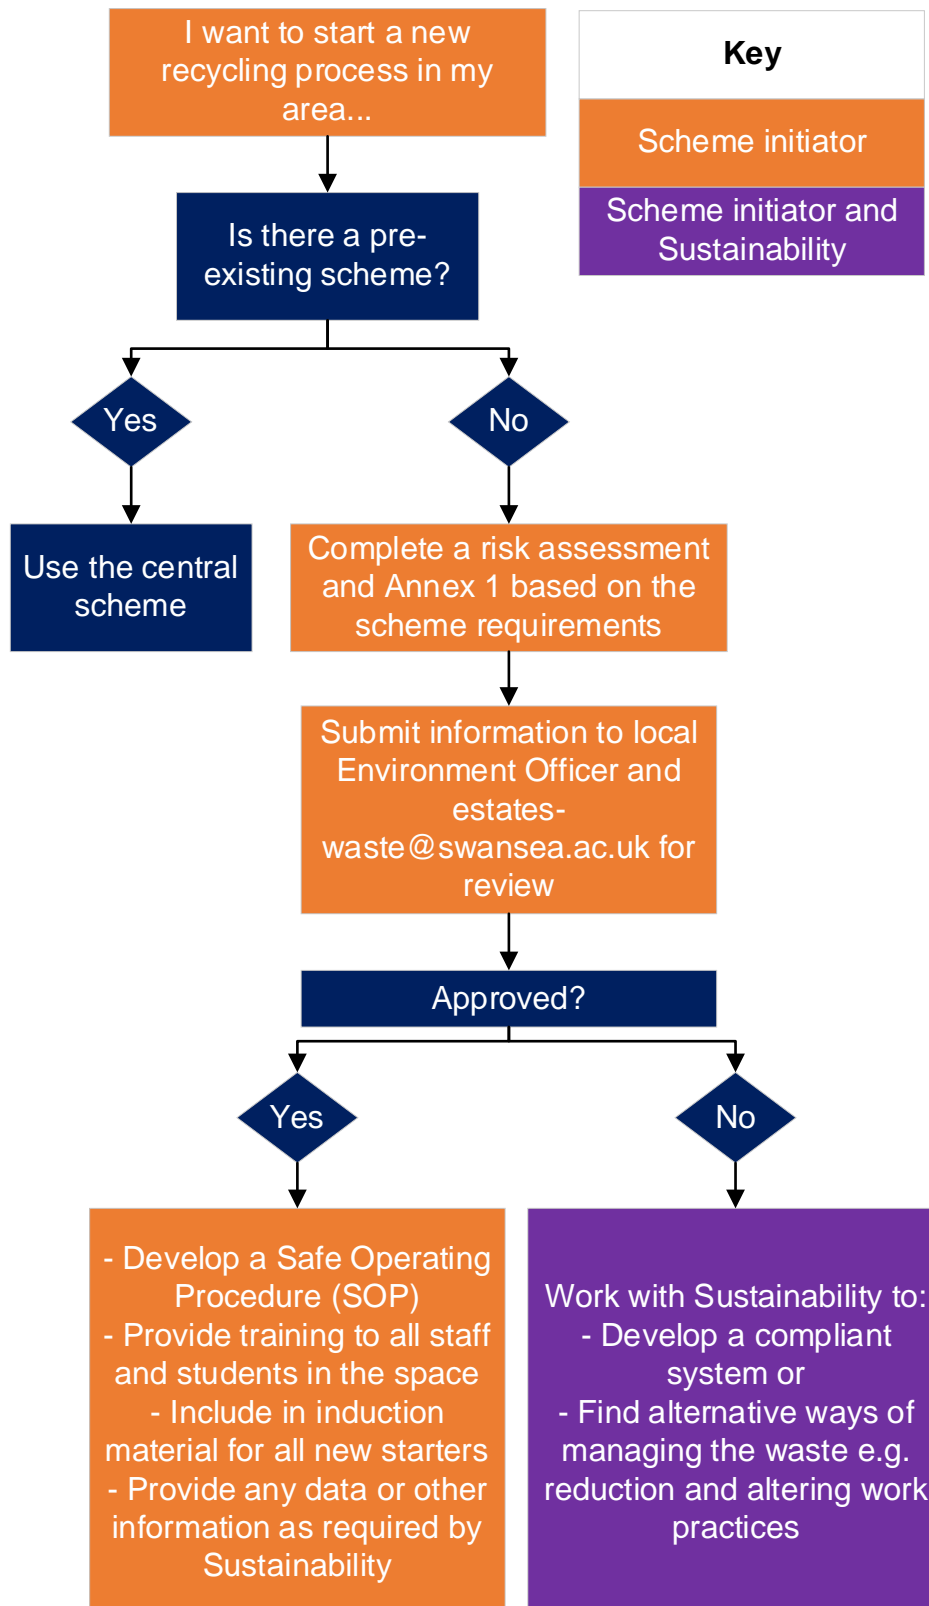 I want to start a new
recycling process in my
area...
Key
Scheme initiator
Scheme initiator and
Sustainability
Is there a pre-
existing scheme?
Yes
No
Use the central
scheme
Complete a risk assessment
and Annex 1 based on the
scheme requirements
Submit information to local
Environment Officer and
estates-
waste@swansea.ac.uk for
review
Approved?
Yes
No
- Develop a Safe Operating
Procedure (SOP)
- Provide training to all staff
and students in the space
- Include in induction
material for all new starters
- Provide any data or other
information as required by
Sustainability
Work with Sustainability to:
- Develop a compliant
system or
- Find alternative ways of
managing the waste e.g.
reduction and altering work
practices